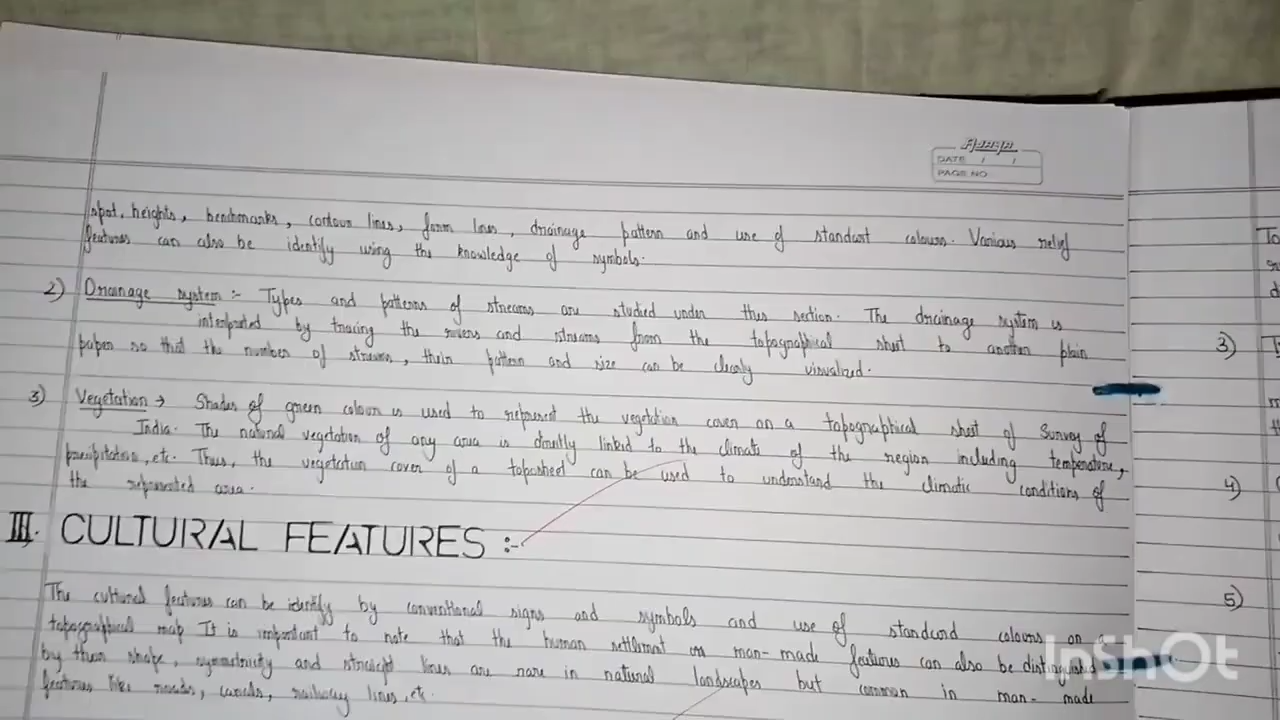 Ajanta
DATE / /
PAGE NO
spot, heights, benchmarks, contour lines, form lines, drainage pattern and use of standart colours. Various relief
features can also be identify using the knowledge of symbols.
2) Drainage system :- Types and patterns of streams are studied under this section. The drainage system is
interpreted by tracing the rivers and streams from the topographical sheet to another plain
paper so that the number of streams, their pattern and size can be clearly visualized.
3) Vegetation → Shades of green colour is used to represent the vegetation cover on a topographical sheet of Survey of
India. The natural vegetation of any area is directly linked to the climate of the region including temperature,
precipitation, etc. Thus, the vegetation cover of a toposheet can be used to understand the climatic conditions of
the represented area.
III. CULTURAL FEATURES :-
The cultural features can be identify by conventional signs and symbols and use of standard colours on a
topographical map It is important to note that the human settlement or man-made features can also be distinguished
by their shape, symmetricity and straight lines are rare in natural landscapes but common in man-made
features like roads, canals, railway lines, etc.
To
3)
4)
5)
InShOt